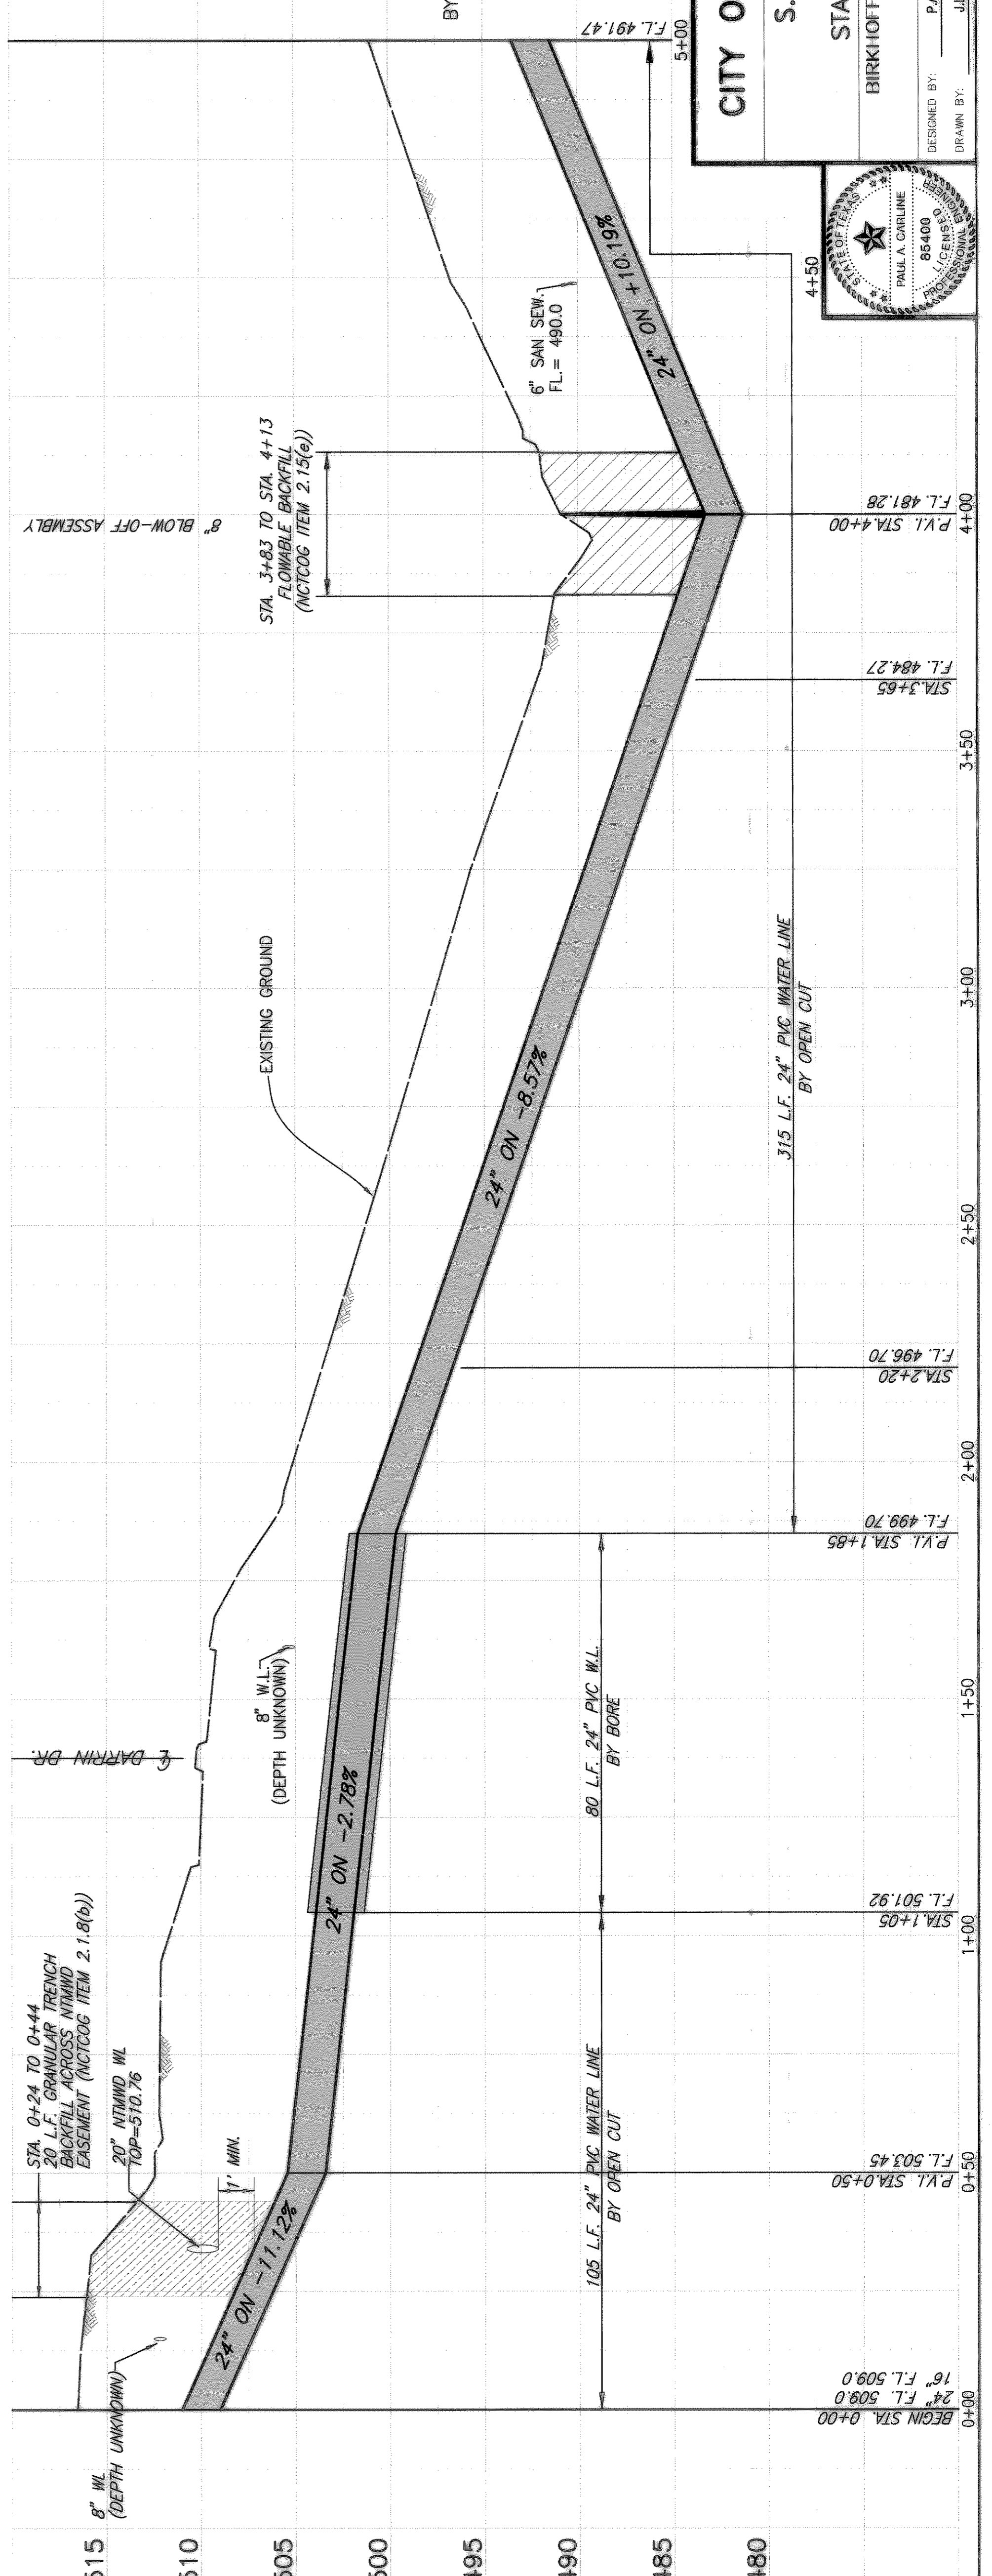 515
510
505
500
495
490
485
480
8" WL
(DEPTH UNKNOWN)
STA. 0+24 TO 0+44
20 L.F. GRANULAR TRENCH
BACKFILL ACROSS NTMWD
EASEMENT (NCTCOG ITEM 2.1.8(b))
20" NTMWD WL
TOP=510.76
1' MIN.
24" ON -11.12%
24" ON -2.78%
℄ DARRIN DR.
8" W.L.
(DEPTH UNKNOWN)
EXISTING GROUND
24" ON -8.57%
8" BLOW-OFF ASSEMBLY
STA. 3+83 TO STA. 4+13
FLOWABLE BACKFILL
(NCTCOG ITEM 2.15(e))
6" SAN SEW.
FL.= 490.0
24" ON +10.19%
BY
105 L.F. 24" PVC WATER LINE
BY OPEN CUT
80 L.F. 24" PVC W.L.
BY BORE
315 L.F. 24" PVC WATER LINE
BY OPEN CUT
BEGIN STA. 0+00
24" F.L. 509.0
16" F.L. 509.0
P.V.I. STA.0+50
F.L. 503.45
STA.1+05
F.L. 501.92
P.V.I. STA.1+85
F.L. 499.70
STA.2+20
F.L. 496.70
STA.3+65
F.L. 484.27
P.V.I. STA.4+00
F.L. 481.28
F.L. 491.47
0+00
0+50
1+00
1+50
2+00
2+50
3+00
3+50
4+00
4+50
5+00
STATE OF TEXAS
PAUL A. CARLINE
85400
LICENSED
PROFESSIONAL ENGINEER
CITY O
S.
STA
BIRKHOFF
DESIGNED BY: P.A
DRAWN BY: